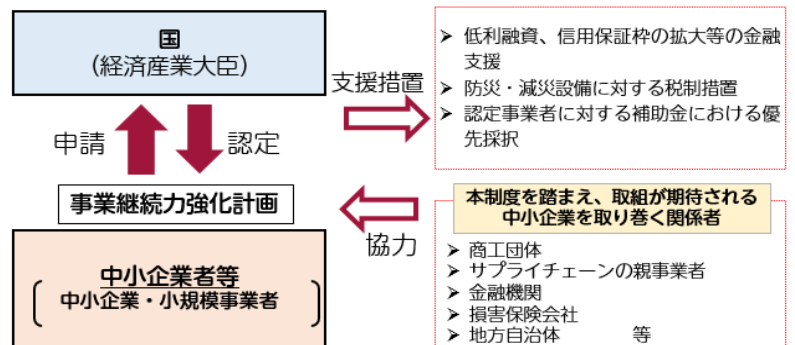 国
（経済産業大臣）
申請
認定
事業継続力強化計画
中小企業者等
中小企業・小規模事業者
支援措置
➤ 低利融資、信用保証枠の拡大等の金融
支援
➤ 防災・減災設備に対する税制措置
➤ 認定事業者に対する補助金における優
先採択
協力
本制度を踏まえ、取組が期待される
中小企業を取り巻く関係者
➤ 商工団体
➤ サプライチェーンの親事業者
➤ 金融機関
➤ 損害保険会社
➤ 地方自治体 等